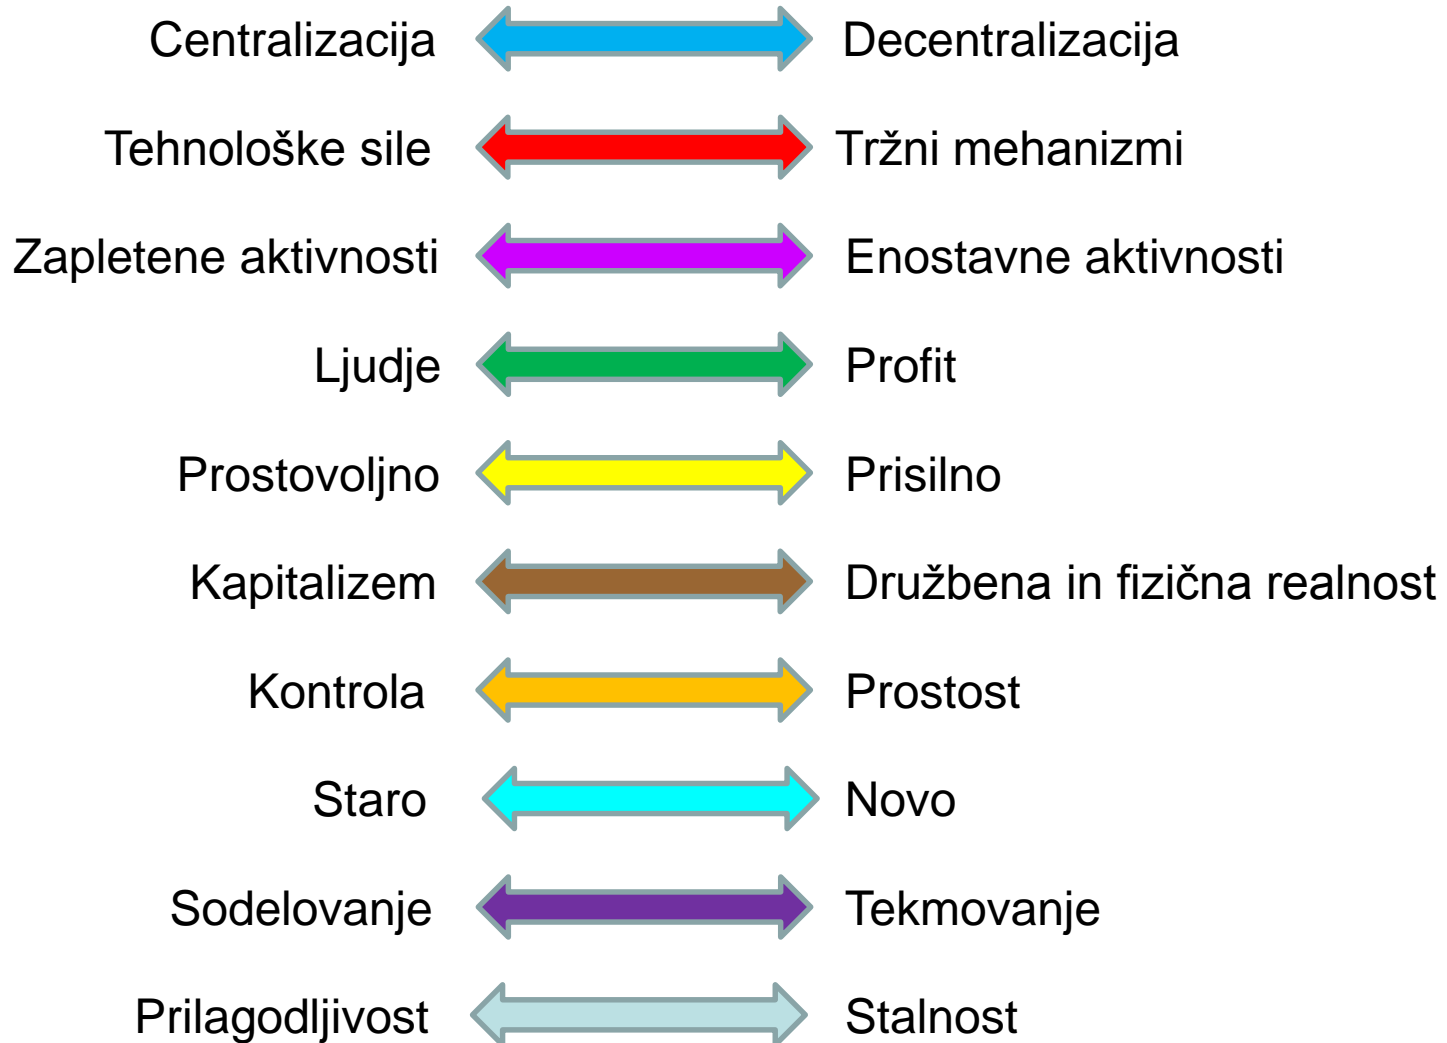 Centralizacija Decentralizacija
Tehnološke sile Tržni mehanizmi
Zapletene aktivnosti Enostavne aktivnosti
Ljudje Profit
Prostovoljno Prisilno
Kapitalizem Družbena in fizična realnost
Kontrola Prostost
Staro Novo
Sodelovanje Tekmovanje
Prilagodljivost Stalnost